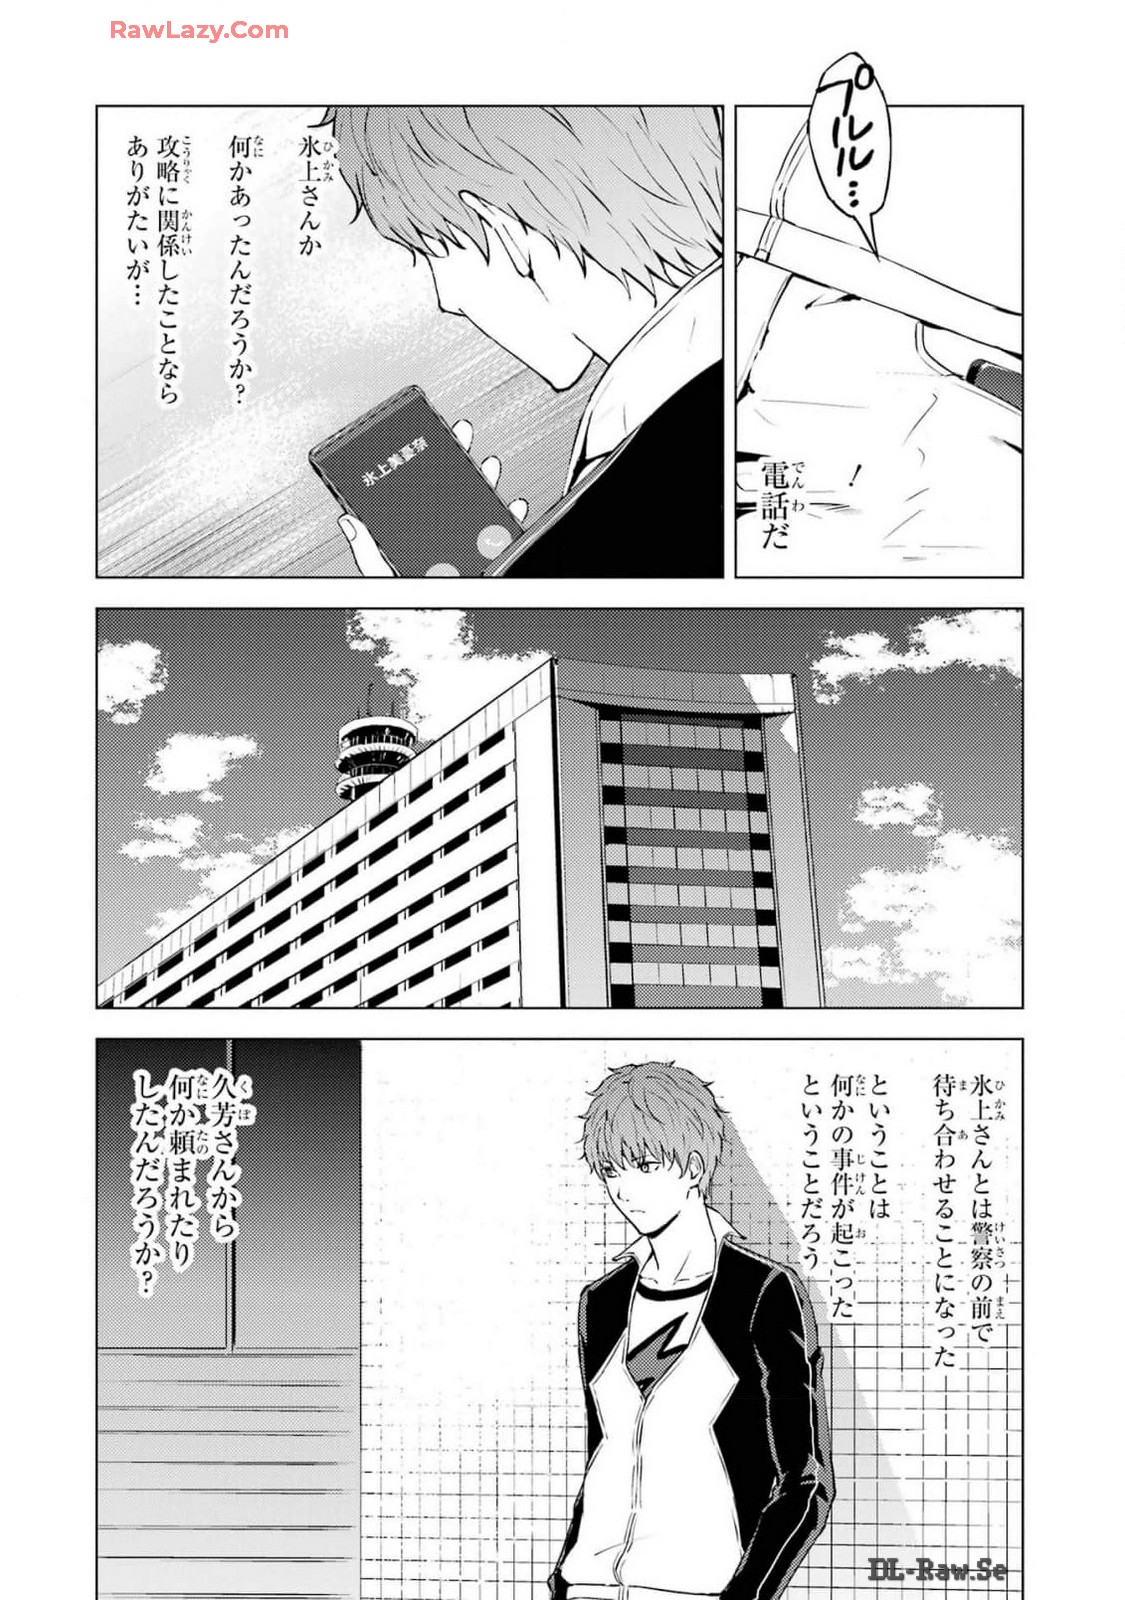 RawLazy.Com
プルルル…
！
電話だ
氷上さんか
何かあったんだろうか？
攻略に関係したことなら
ありがたいが…
氷上美亜奈
氷上さんとは警察の前で
待ち合わせることになった
ということは
何かの事件が起こった
ということだろう
久芳さんから
何か頼まれたり
したんだろうか？
DL-Raw.Se